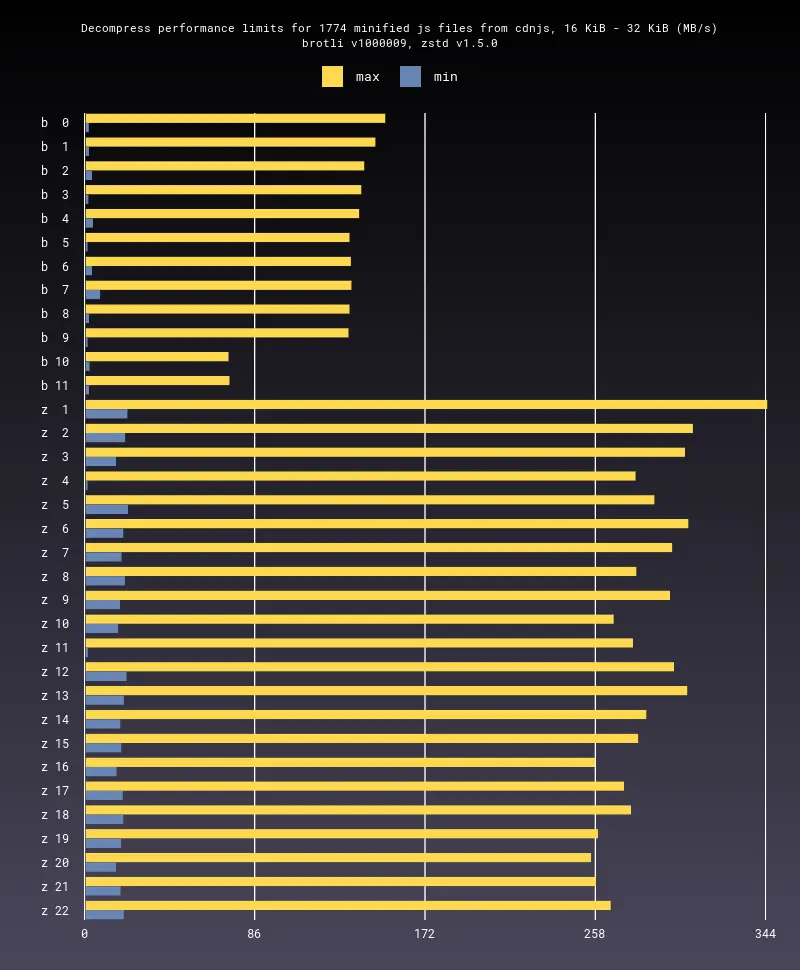 Decompress performance limits for 1774 minified js files from cdnjs, 16 KiB - 32 KiB (MB/s)
brotli v1000009, zstd v1.5.0
max min
b 0
b 1
b 2
b 3
b 4
b 5
b 6
b 7
b 8
b 9
b 10
b 11
z 1
z 2
z 3
z 4
z 5
z 6
z 7
z 8
z 9
z 10
z 11
z 12
z 13
z 14
z 15
z 16
z 17
z 18
z 19
z 20
z 21
z 22
0 86 172 258 344